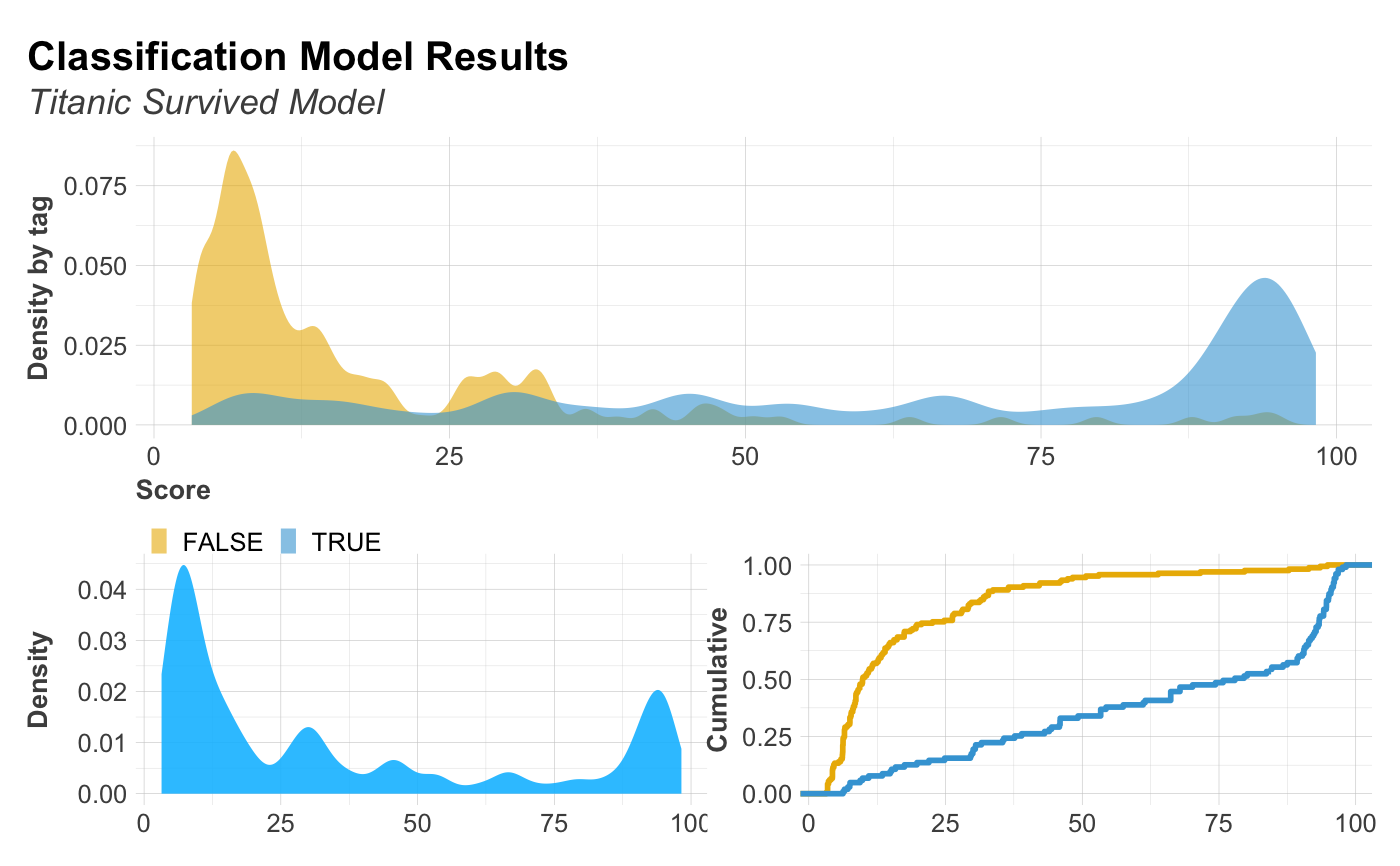 Classification Model Results
Titanic Survived Model
Density by tag
0.075
0.050
0.025
0.000
0 25 50 75 100
Score
FALSE TRUE
Density
0.04
0.03
0.02
0.01
0.00
0 25 50 75 100
Cumulative
1.00
0.75
0.50
0.25
0.00
0 25 50 75 100